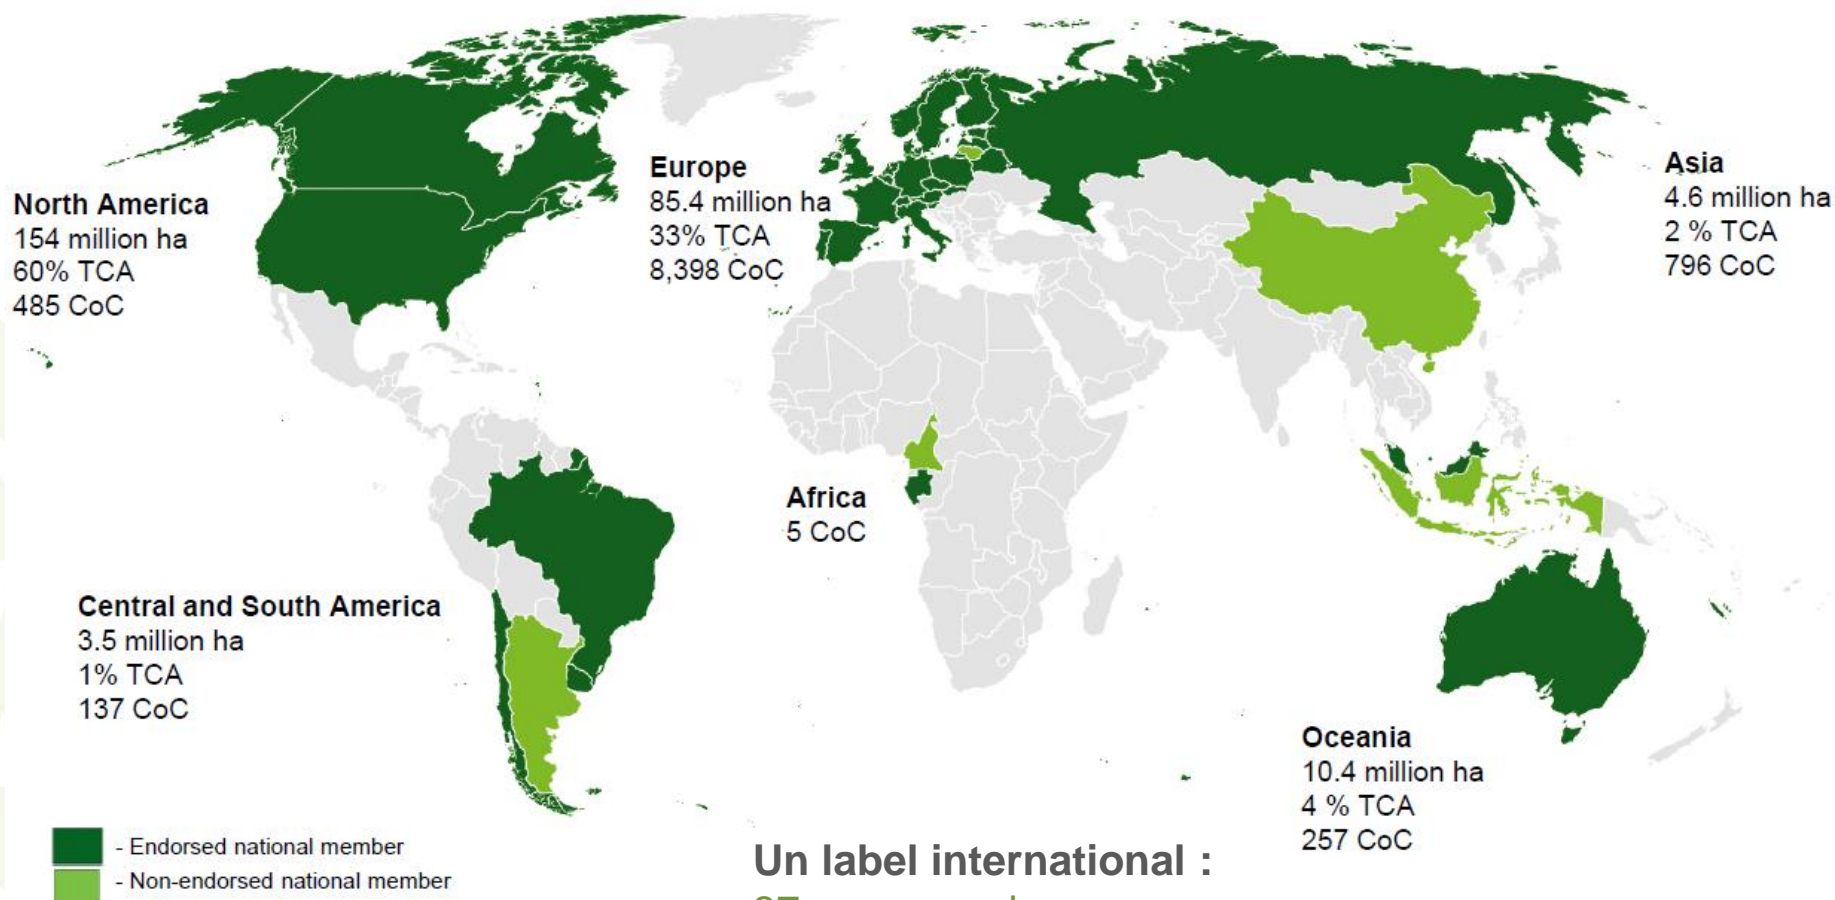 North America
154 million ha
60% TCA
485 CoC
Europe
85.4 million ha
33% TCA
8,398 CoC
Asia
4.6 million ha
2 % TCA
796 CoC
Africa
5 CoC
Central and South America
3.5 million ha
1% TCA
137 CoC
Oceania
10.4 million ha
4 % TCA
257 CoC
- Endorsed national member
- Non-endorsed national member
Un label international :